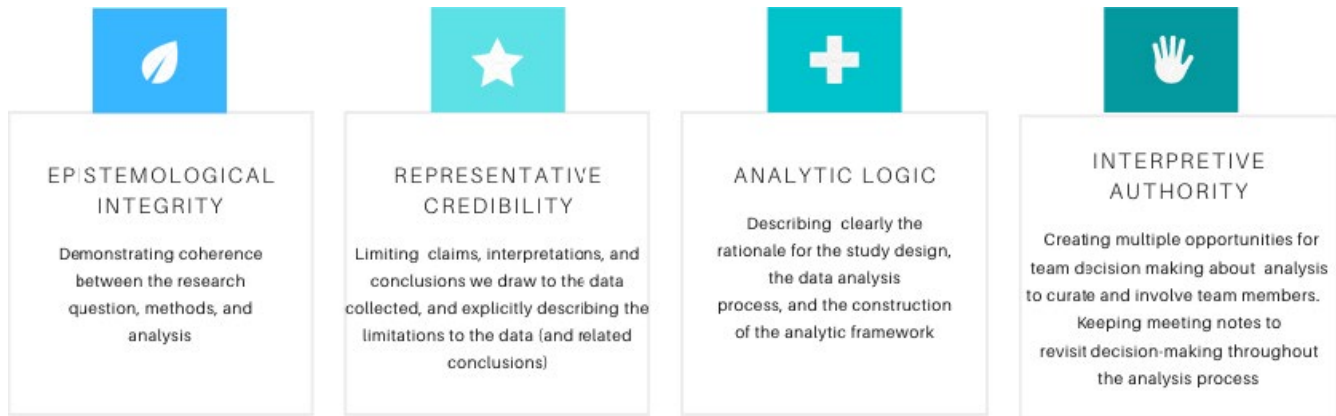 EPISTEMOLOGICAL
INTEGRITY
Demonstrating coherence
between the research
question, methods, and
analysis
REPRESENTATIVE
CREDIBILITY
Limiting claims, interpretations, and
conclusions we draw to the data
collected, and explicitly describing the
limitations to the data (and related
conclusions)
ANALYTIC LOGIC
Describing clearly the
rationale for the study design,
the data analysis
process, and the construction
of the analytic framework
INTERPRETIVE
AUTHORITY
Creating multiple opportunities for
team decision making about analysis
to curate and involve team members.
Keeping meeting notes to
revisit decision-making throughout
the analysis process